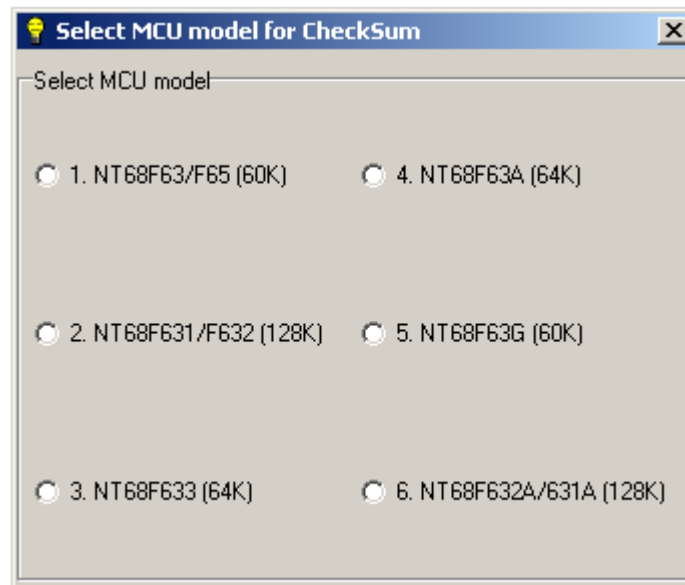 Select MCU model for CheckSum
Select MCU model
1. NT68F63/F65 (60K)
4. NT68F63A (64K)
2. NT68F631/F632 (128K)
5. NT68F63G (60K)
3. NT68F633 (64K)
6. NT68F632A/631A (128K)